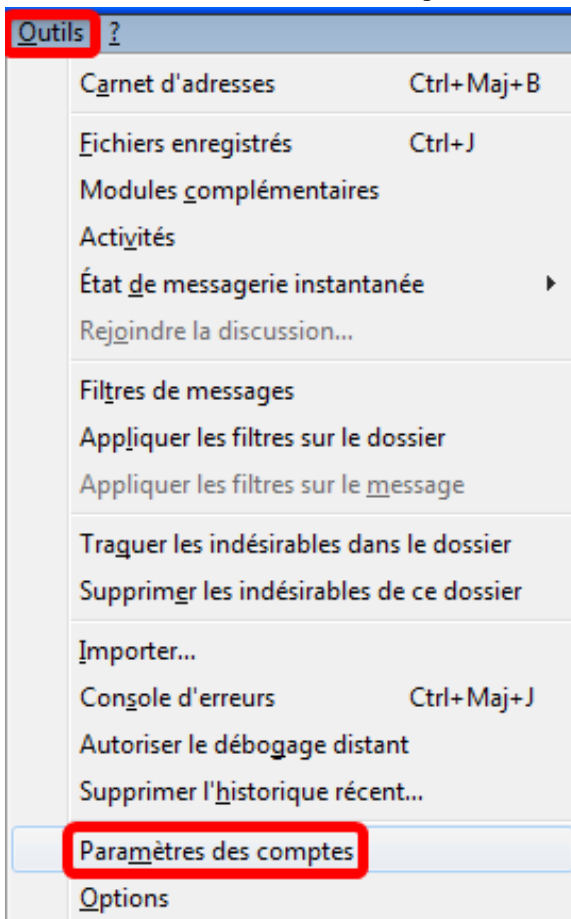 Outils ?
Carnet d'adresses Ctrl+Maj+B
Fichiers enregistrés Ctrl+J
Modules complémentaires
Activités
État de messagerie instantanée
Rejoindre la discussion...
Filtres de messages
Appliquer les filtres sur le dossier
Appliquer les filtres sur le message
Traquer les indésirables dans le dossier
Supprimer les indésirables de ce dossier
Importer...
Console d'erreurs Ctrl+Maj+J
Autoriser le débogage distant
Supprimer l'historique récent...
Paramètres des comptes
Options